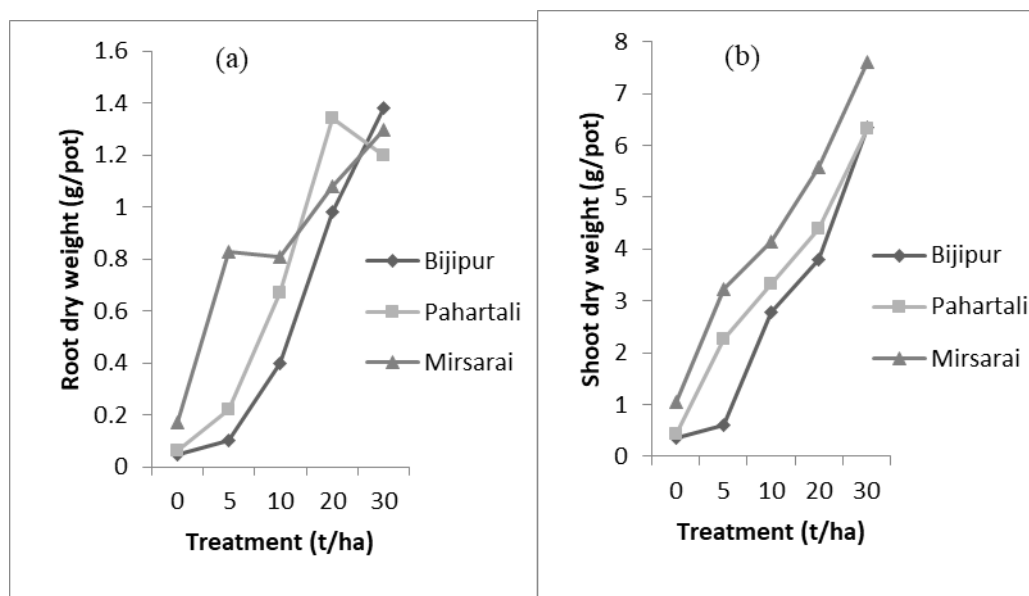 (a)
Root dry weight (g/pot)
1.6
1.4
1.2
1
0.8
0.6
0.4
0.2
0
0 5 10 20 30
Treatment (t/ha)
Bijipur
Pahartali
Mirsarai
(b)
Shoot dry weight (g/pot)
8
7
6
5
4
3
2
1
0
0 5 10 20 30
Treatment (t/ha)
Bijipur
Pahartali
Mirsarai